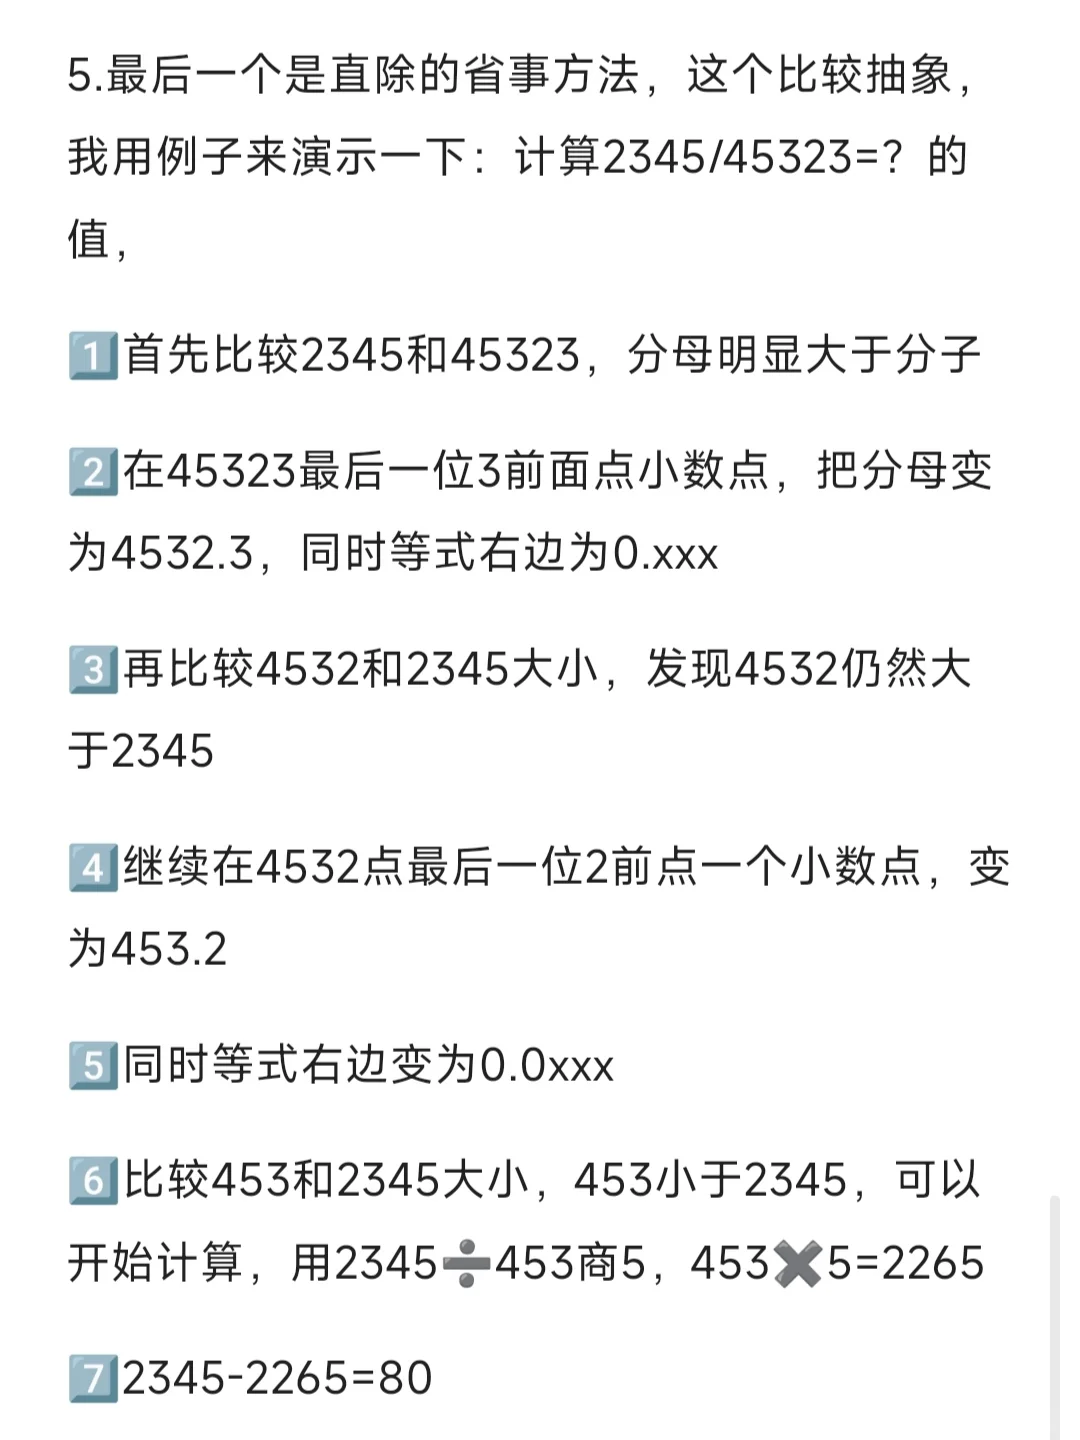 5.最后一个是直除的省事方法，这个比较抽象，
我用例子来演示一下：计算2345/45323=？的
值，
1️⃣首先比较2345和45323，分母明显大于分子
2️⃣在45323最后一位3前面点小数点，把分母变
为4532.3，同时等式右边为0.xxx
3️⃣再比较4532和2345大小，发现4532仍然大
于2345
4️⃣继续在4532点最后一位2前点一个小数点，变
为453.2
5️⃣同时等式右边变为0.0xxx
6️⃣比较453和2345大小，453小于2345，可以
开始计算，用2345➗453商5，453✖️5=2265
7️⃣2345-2265=80